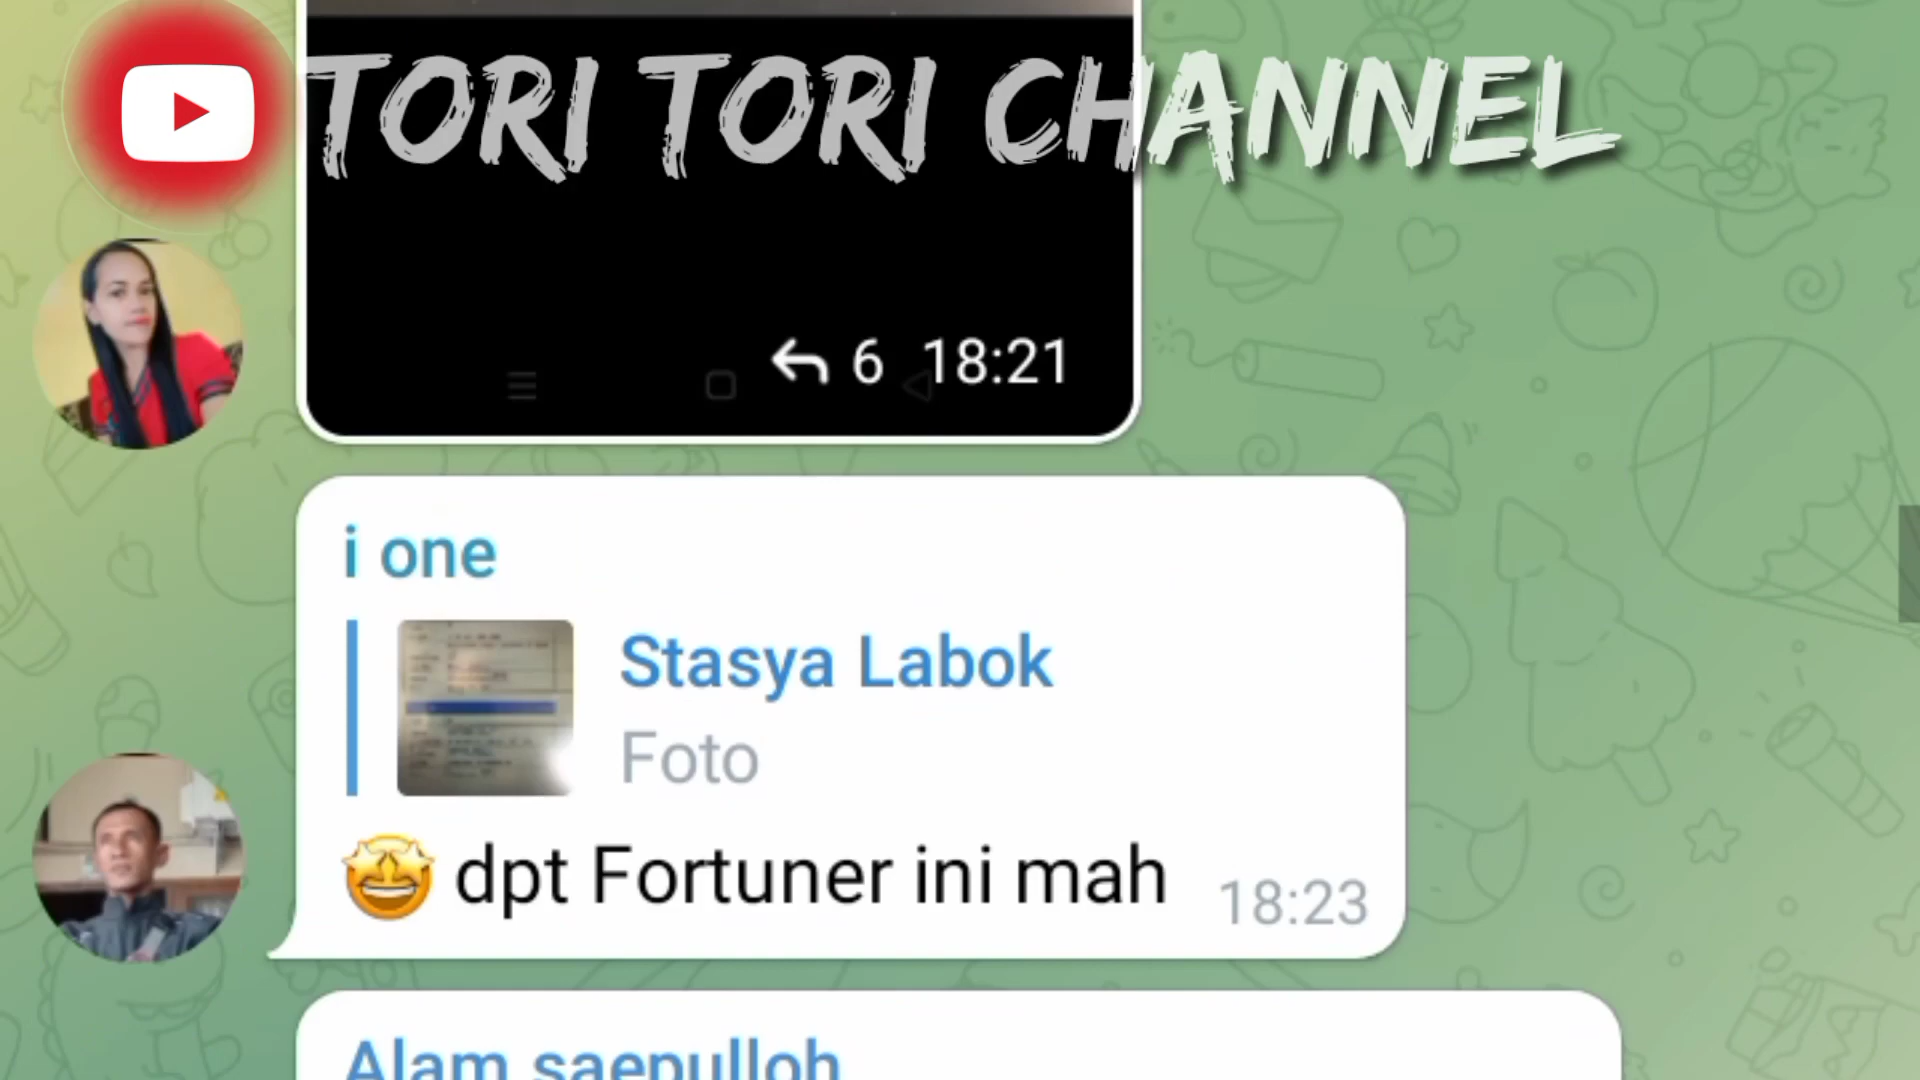 TORI TORI CHANNEL
6 18:21
i one
Stasya Labok
Foto
🤩 dpt Fortuner ini mah 18:23
Alam saepulloh